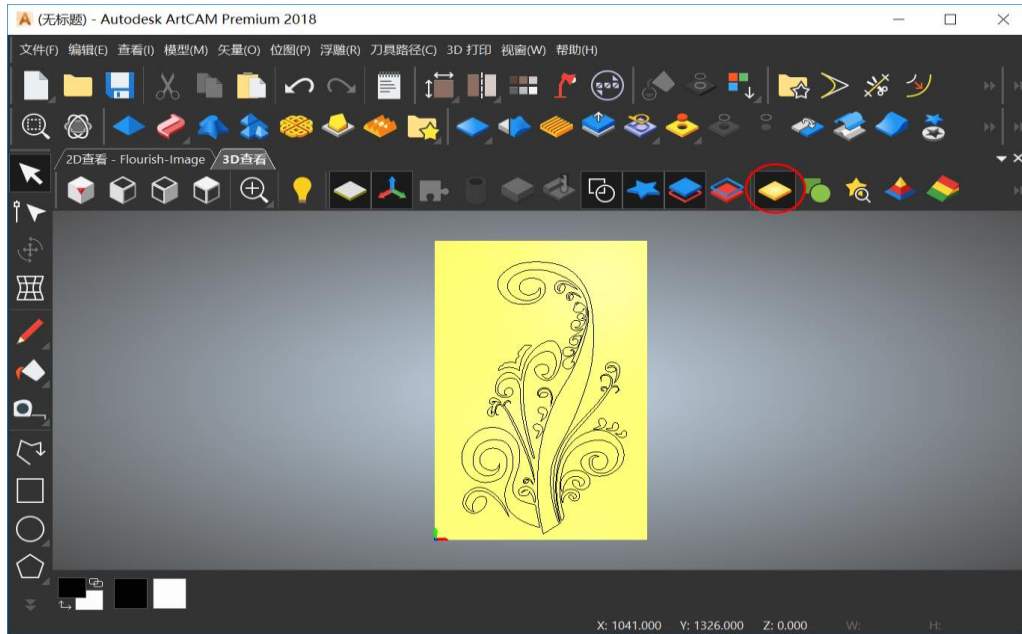 (无标题) - Autodesk ArtCAM Premium 2018
文件(F) 编辑(E) 查看(I) 模型(M) 矢量(O) 位图(P) 浮雕(R) 刀具路径(C) 3D 打印 视窗(W) 帮助(H)
2D查看 - Flourish-Image 3D查看
X: 1041.000 Y: 1326.000 Z: 0.000 W: H: